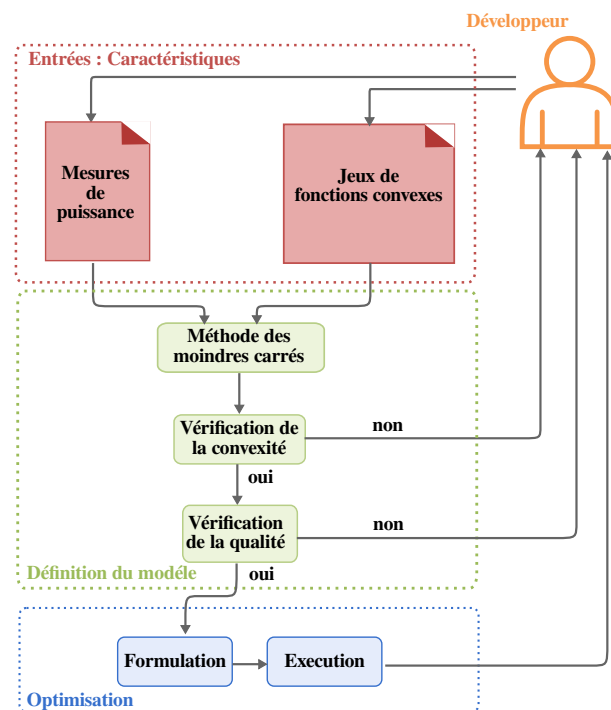 Développeur
Entrées : Caractéristiques
Mesures
de
puissance
Jeux de
fonctions convexes
Méthode des
moindres carrés
Vérification de
la convexité
non
oui
Vérification
de la qualité
non
Définition du modéle
oui
Formulation
Execution
Optimisation